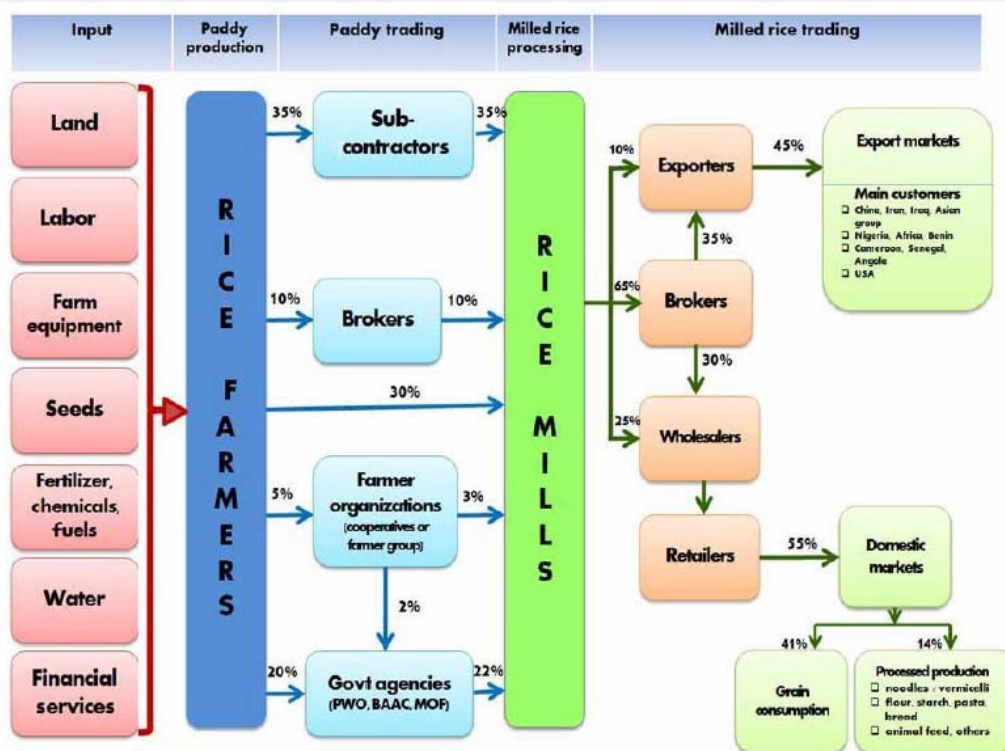 Input
Paddy
production
Paddy trading
Milled rice
processing
Milled rice trading
Land
Labor
Farm
equipment
Seeds
Fertilizer,
chemicals,
fuels
Water
Financial
services
RICE FARMERS
35%
Sub-
contractors
35%
10%
Brokers
10%
30%
5%
Farmer
organizations
(cooperatives or
farmer group)
3%
2%
20%
Govt agencies
(PWO, BAAC, MOF)
22%
RICE MILLS
10%
Exporters
45%
35%
65%
Brokers
30%
25%
Wholesalers
Retailers
55%
Export markets
Main customers
China, Iran, Iraq, Asian
group
Nigeria, Africa, Benin
Cameroon, Senegal,
Angola
USA
Domestic
markets
41%
14%
Grain
consumption
Processed production
noodles / vermicelli
flour, starch, pasta,
bread
animal feed, others